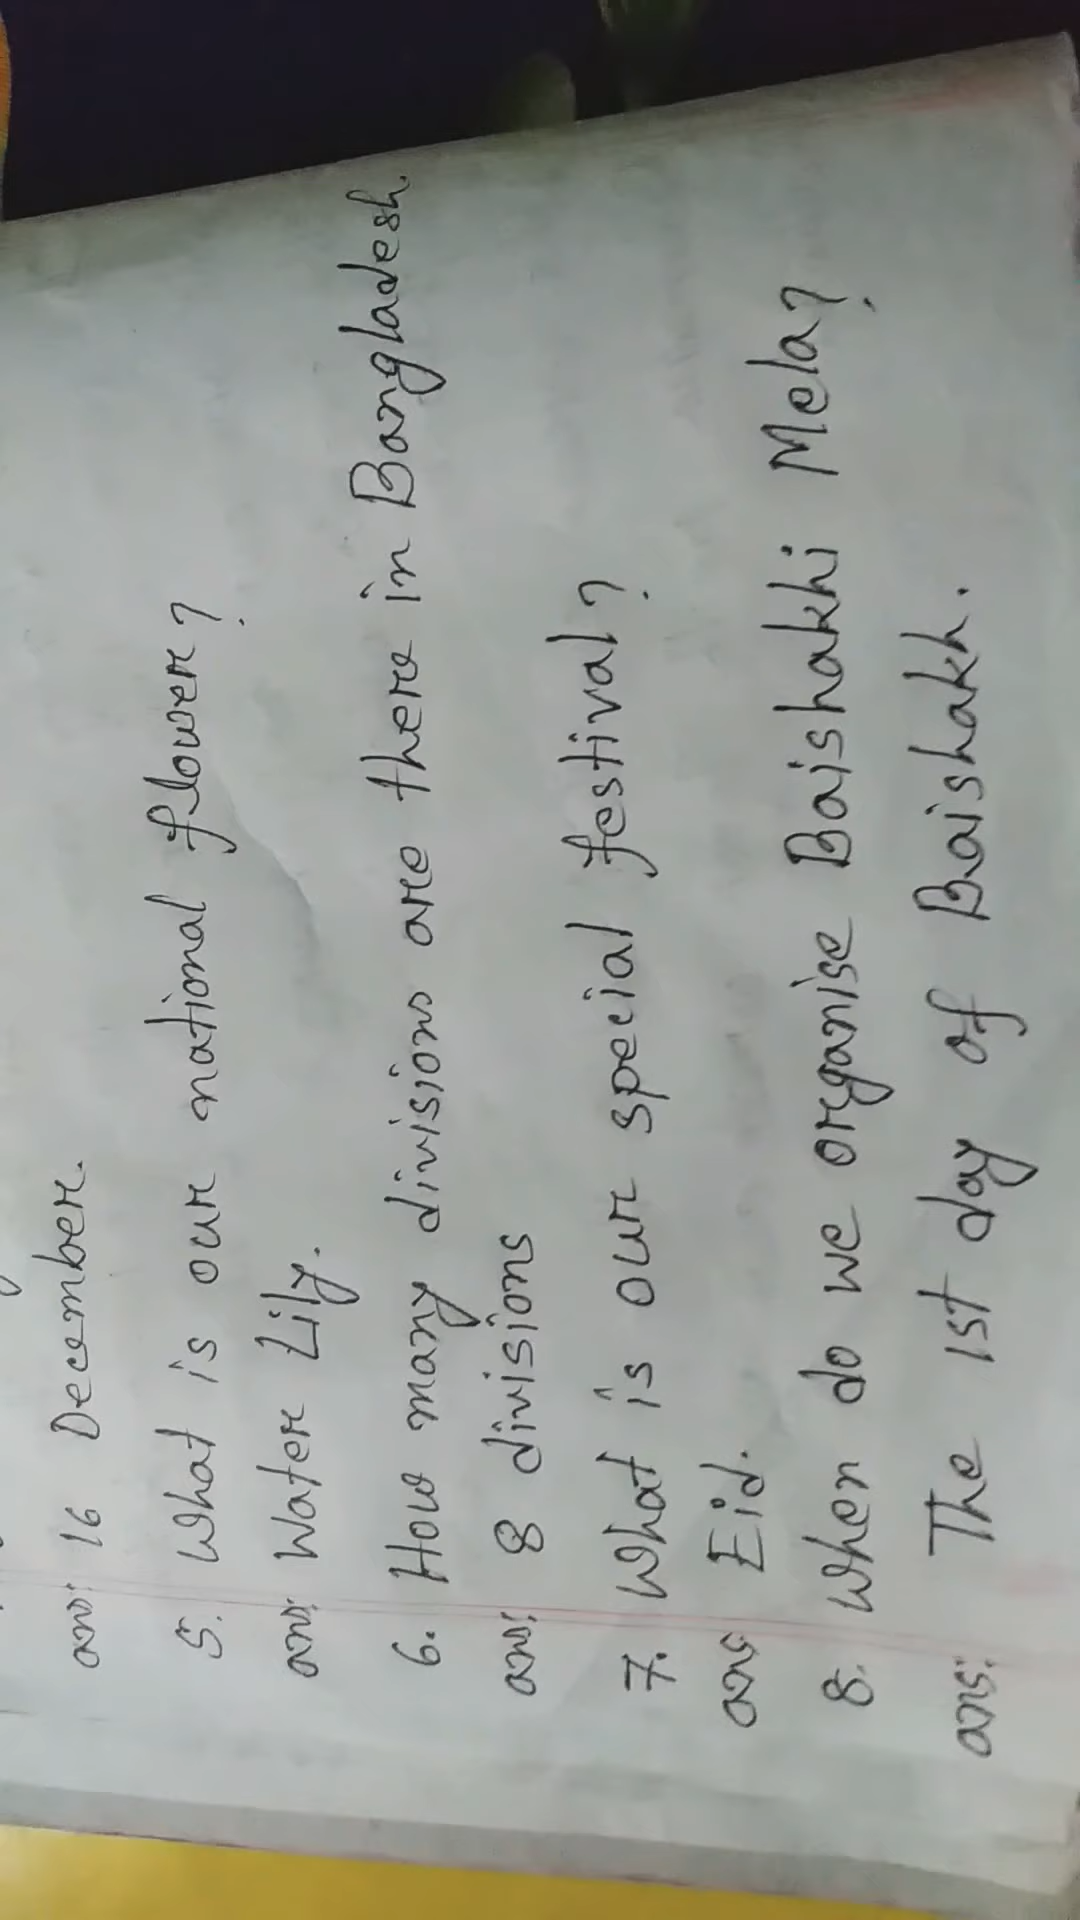 ans: 16 December.
5. What is our national flower?
ans: Water Lily.
6. How many divisions are there in Bangladesh.
ans: 8 divisions
7. What is our special festival?
ans Eid.
8. when do we organise Baishakhi Mela?
ans: The 1st day of Baishakh.